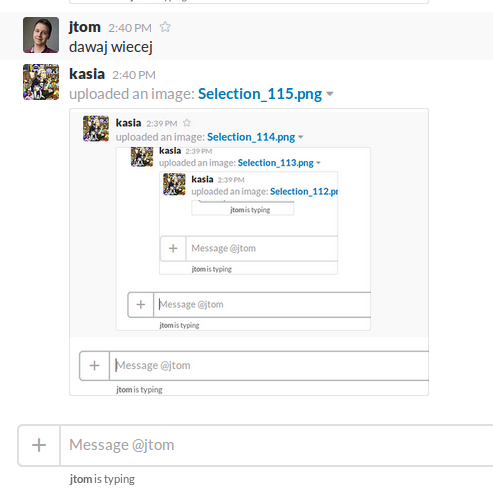 jtom 2:40 PM
dawaj wiecej
kasia 2:40 PM
uploaded an image: Selection_115.png
kasia 2:39 PM
uploaded an image: Selection_114.png
kasia 2:39 PM
uploaded an image: Selection_113.png
kasia 2:39 PM
uploaded an image: Selection_112.pr
jtom is typing
Message @jtom
jtom is typing
Message @jtom
jtom is typing
Message @jtom
jtom is typing
Message @jtom
jtom is typing